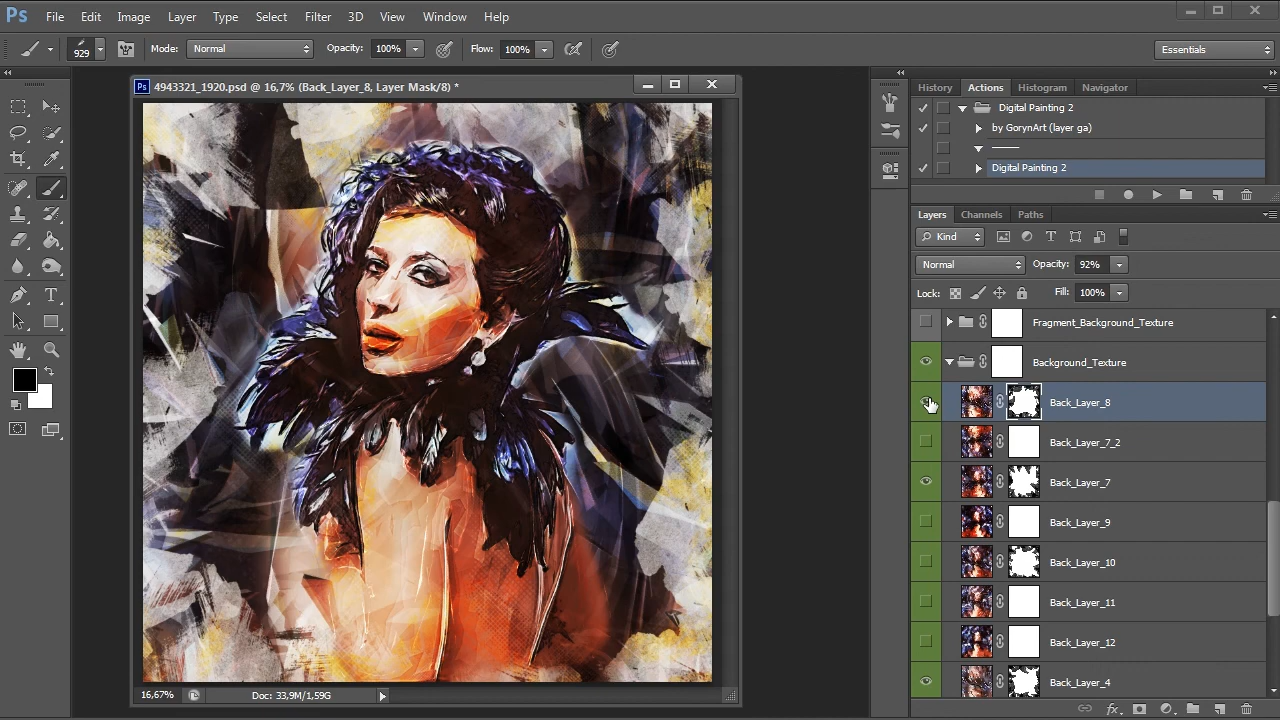 Ps File Edit Image Layer Type Select Filter 3D View Window Help
929 Mode: Normal Opacity: 100% Flow: 100% Essentials
4943321_1920.psd @ 16,7% (Back_Layer_8, Layer Mask/8) *
History Actions Histogram Navigator
Digital Painting 2
by GorynArt (layer ga)
Digital Painting 2
Layers Channels Paths
Kind
Normal Opacity: 92%
Lock: Fill: 100%
Fragment_Background_Texture
Background_Texture
Back_Layer_8
Back_Layer_7_2
Back_Layer_7
Back_Layer_9
Back_Layer_10
Back_Layer_11
Back_Layer_12
Back_Layer_4
16,67% Doc: 33,9M/1,59G